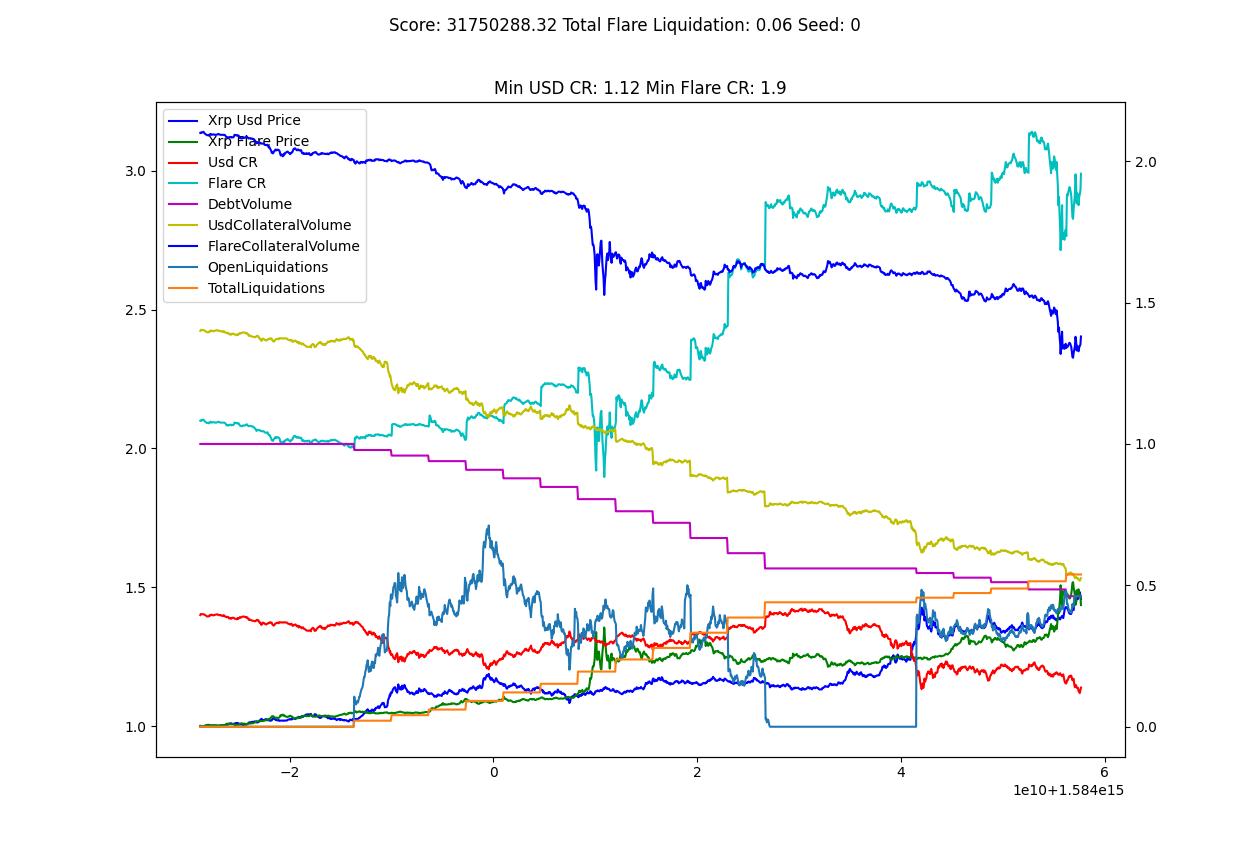 Score: 31750288.32 Total Flare Liquidation: 0.06 Seed: 0
Min USD CR: 1.12 Min Flare CR: 1.9
Xrp Usd Price
Xrp Flare Price
Usd CR
Flare CR
DebtVolume
UsdCollateralVolume
FlareCollateralVolume
OpenLiquidations
TotalLiquidations
3.0
2.5
2.0
1.5
1.0
2.0
1.5
1.0
0.5
0.0
−2
0
2
4
6
1e10+1.584e15